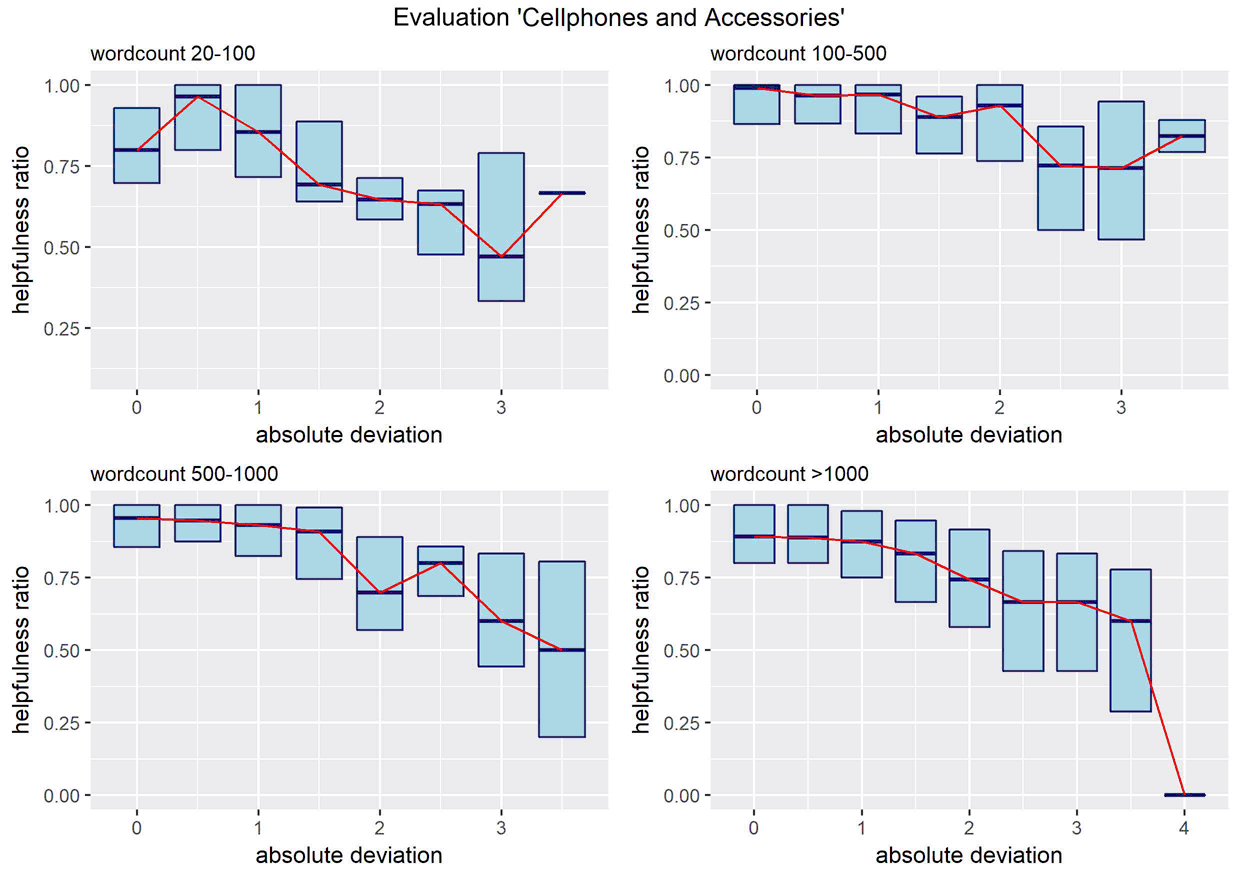 Evaluation 'Cellphones and Accessories'
wordcount 20-100
1.00
0.75
0.50
0.25
helpfulness ratio
0 1 2 3
absolute deviation
wordcount 100-500
1.00
0.75
0.50
0.25
0.00
helpfulness ratio
0 1 2 3
absolute deviation
wordcount 500-1000
1.00
0.75
0.50
0.25
0.00
helpfulness ratio
0 1 2 3
absolute deviation
wordcount >1000
1.00
0.75
0.50
0.25
0.00
helpfulness ratio
0 1 2 3 4
absolute deviation